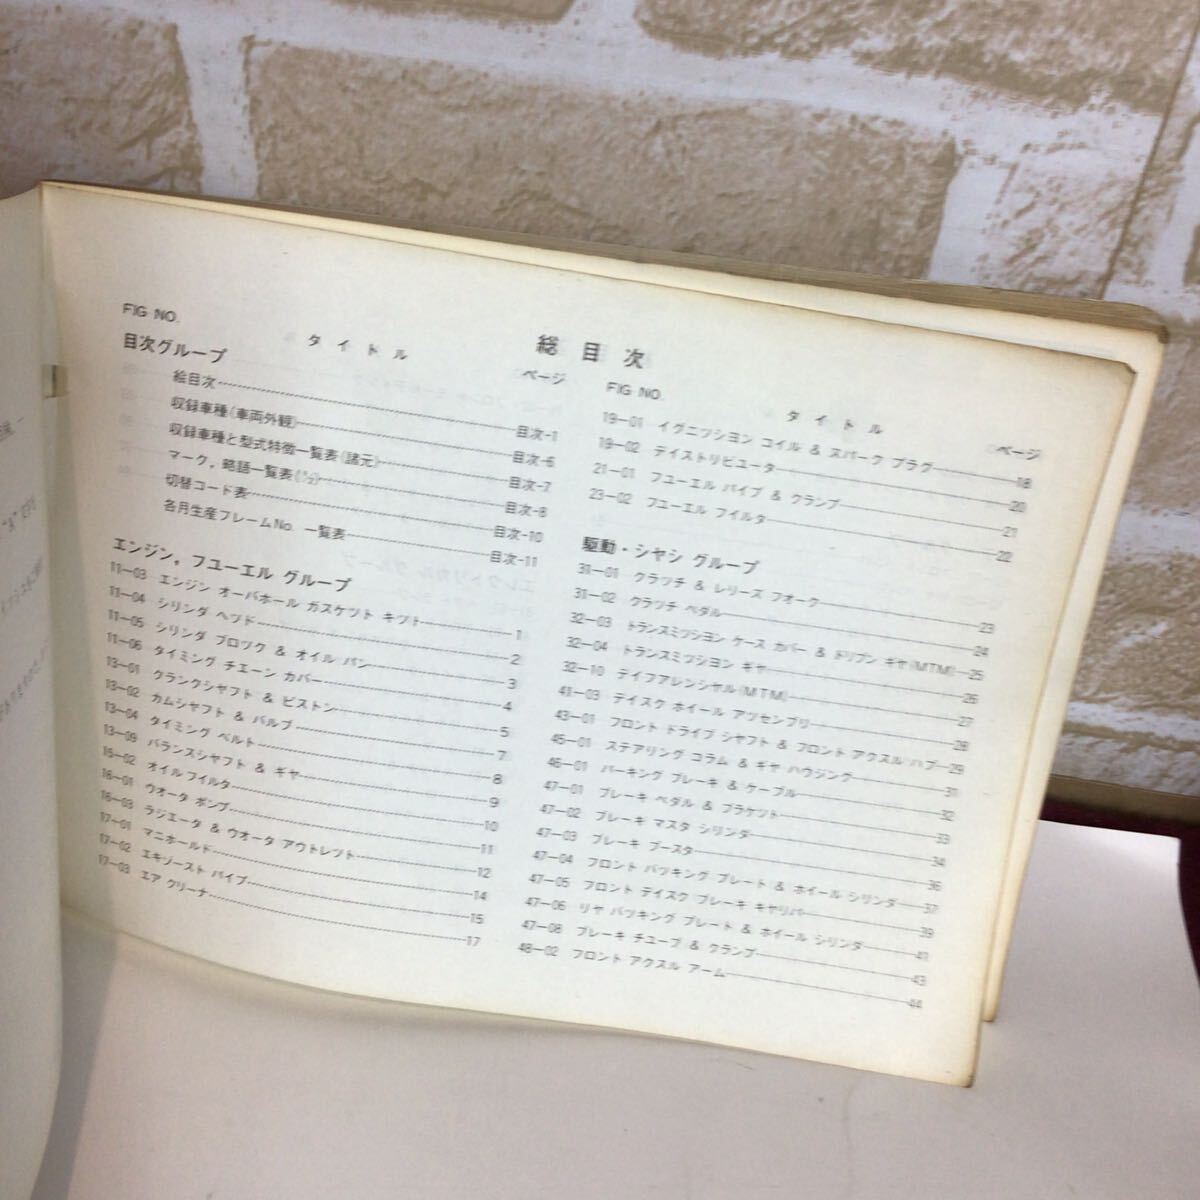 総目次
FIG NO. タイトル ページ
目次グループ
絵目次 目次-1
収録車種(車両外観) 目次-6
収録車種と型式特徴一覧表(諸元) 目次-7
マーク，略語一覧表 目次-8
切替コード表 目次-10
各月生産フレームNo. 一覧表 目次-11
エンジン，フユーエル グループ
11-03 エンジン オーバホール ガスケツト キツト 1
11-04 シリンダ ヘツド 2
11-05 シリンダ ブロツク & オイル パン 3
11-06 タイミング チエーン カバー 4
13-01 クランクシヤフト & ピストン 5
13-02 カムシヤフト & バルブ 7
13-04 タイミング ベルト 8
13-09 バランスシヤフト & ギヤ 9
15-02 オイルフイルタ 10
16-01 ウオータ ポンプ 11
16-03 ラジエータ & ウオータ アウトレツト 12
17-01 マニホールド 14
17-02 エキゾースト パイプ 15
17-03 エア クリーナ 17
FIG NO. タイトル ページ
19-01 イグニツシヨン コイル & スパーク プラグ 18
19-02 デイストリビユータ 20
21-01 フユーエル パイプ & クランプ 21
23-02 フユーエル フイルタ 22
駆動・シヤシ グループ
31-01 クラツチ & レリーズ フオーク 23
31-02 クラツチ ペダル 24
32-03 トランスミツシヨン ケース カバー & ドリブン ギヤ(MTM) 25
32-04 トランスミツシヨン ギヤ 26
32-10 デイフアレンシヤル(MTM) 27
41-03 デイスク ホイール アツセンブリ 28
43-01 フロント ドライブ シヤフト & フロント アクスル ハブ 29
45-01 ステアリング コラム & ギヤ ハウジング 31
46-01 パーキング ブレーキ & ケーブル 32
47-01 ブレーキ ペダル & ブラケツト 33
47-02 ブレーキ マスタ シリンダ 34
47-03 ブレーキ ブースタ 36
47-04 フロント バツキング プレート & ホイール シリンダ 37
47-05 フロント デイスク ブレーキ キヤリパ 39
47-06 リヤ バツキング プレート & ホイール シリンダ 41
47-08 ブレーキ チユーブ & クランプ 43
48-02 フロント アクスル アーム 44